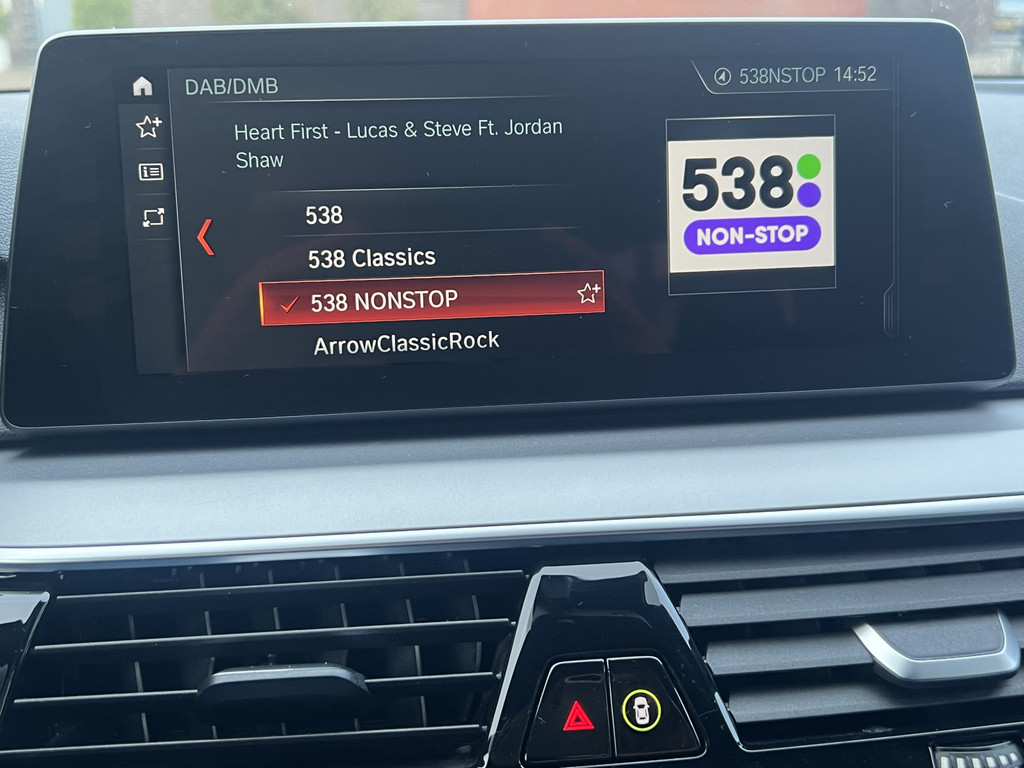 DAB/DMB
538NSTOP 14:52
Heart First - Lucas & Steve Ft. Jordan
Shaw
538
538 Classics
538 NONSTOP
ArrowClassicRock
538
NON-STOP